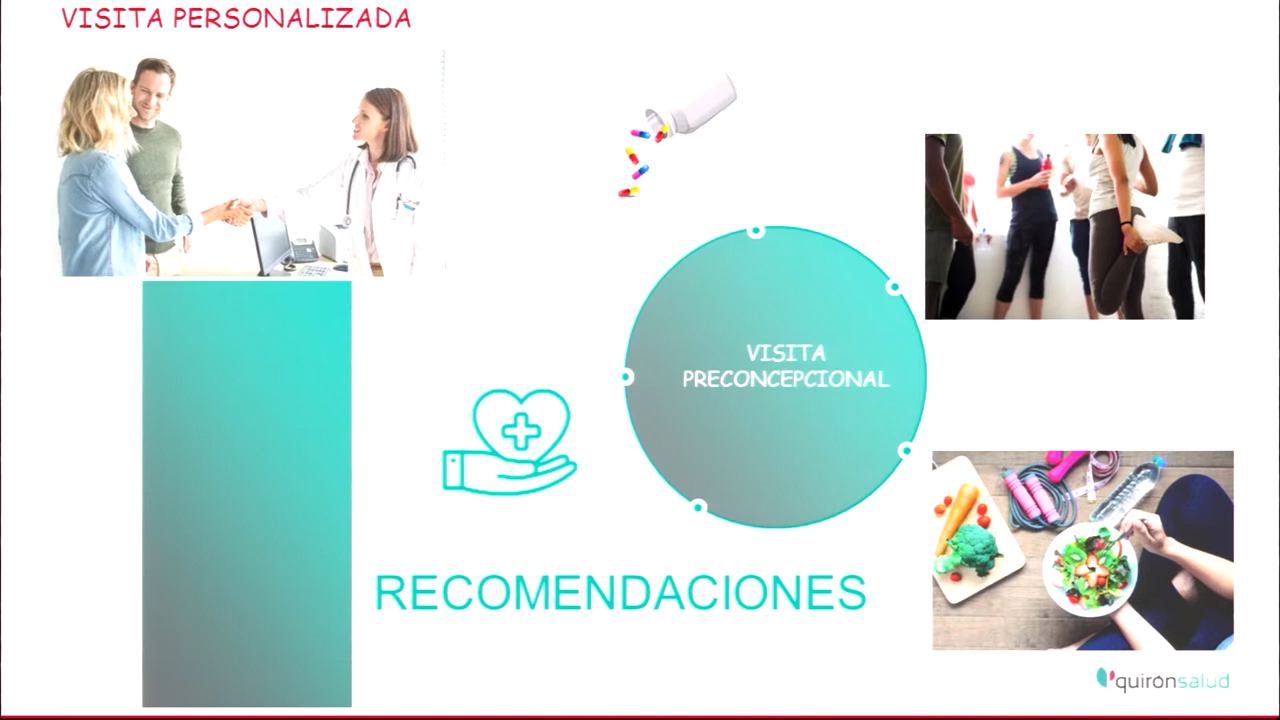 VISITA PERSONALIZADA
VISITA
PRECONCEPCIONAL
RECOMENDACIONES
quirónsalud